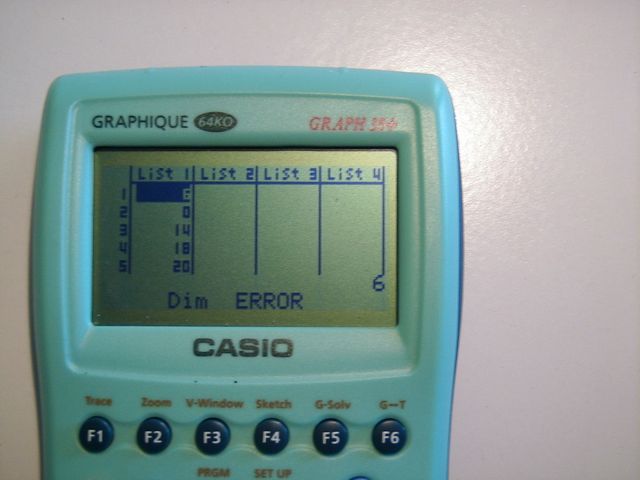 GRAPHIQUE 64KO GRAPH 35+
List 1 List 2 List 3 List 4
1 6
2 0
3 14
4 18
5 20
6
Dim ERROR
CASIO
Trace Zoom V-Window Sketch G-Solv G↔T
F1 F2 F3 F4 F5 F6
PRGM SET UP